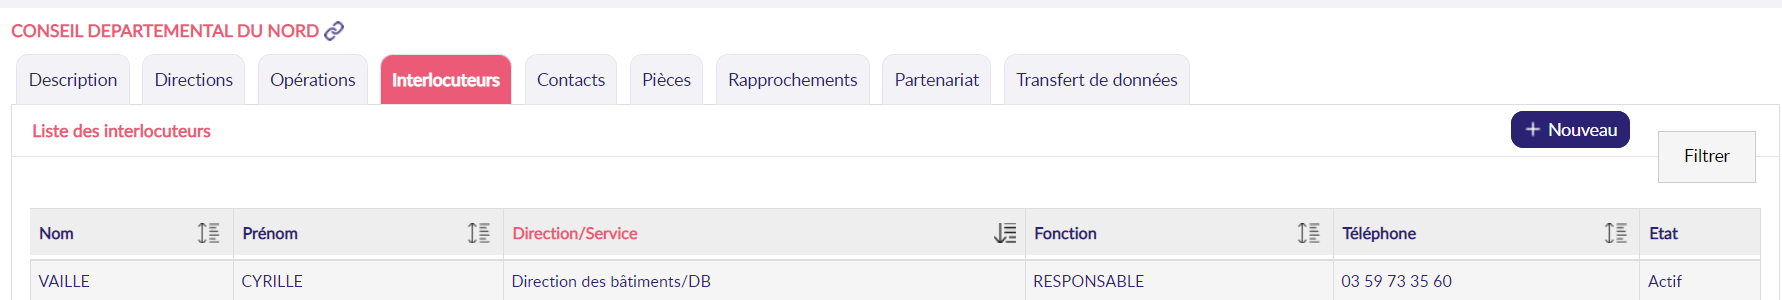 CONSEIL DEPARTEMENTAL DU NORD
Description Directions Opérations Interlocuteurs Contacts Pièces Rapprochements Partenariat Transfert de données
Liste des interlocuteurs
+ Nouveau
Filtrer
Nom Prénom Direction/Service Fonction Téléphone Etat
VAILLE CYRILLE Direction des bâtiments/DB RESPONSABLE 03 59 73 35 60 Actif